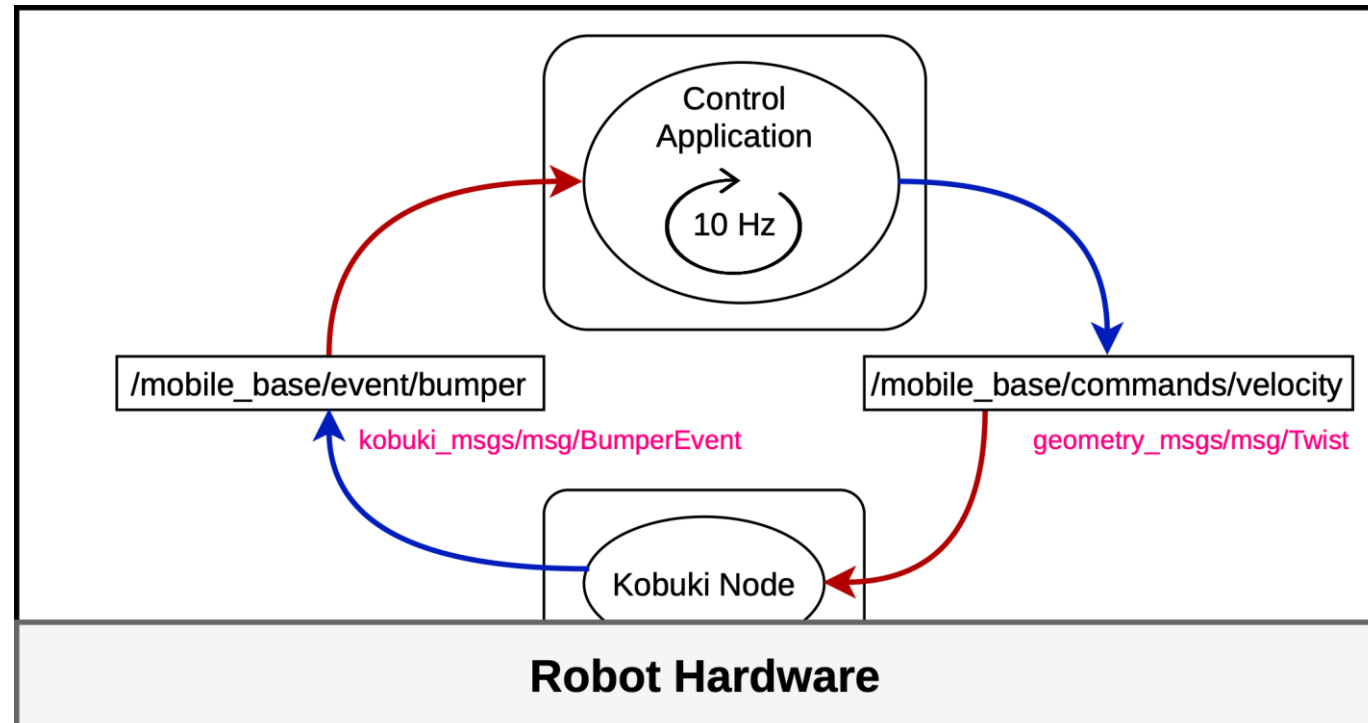 Control
Application
10 Hz
/mobile_base/event/bumper
/mobile_base/commands/velocity
kobuki_msgs/msg/BumperEvent
geometry_msgs/msg/Twist
Kobuki Node
Robot Hardware